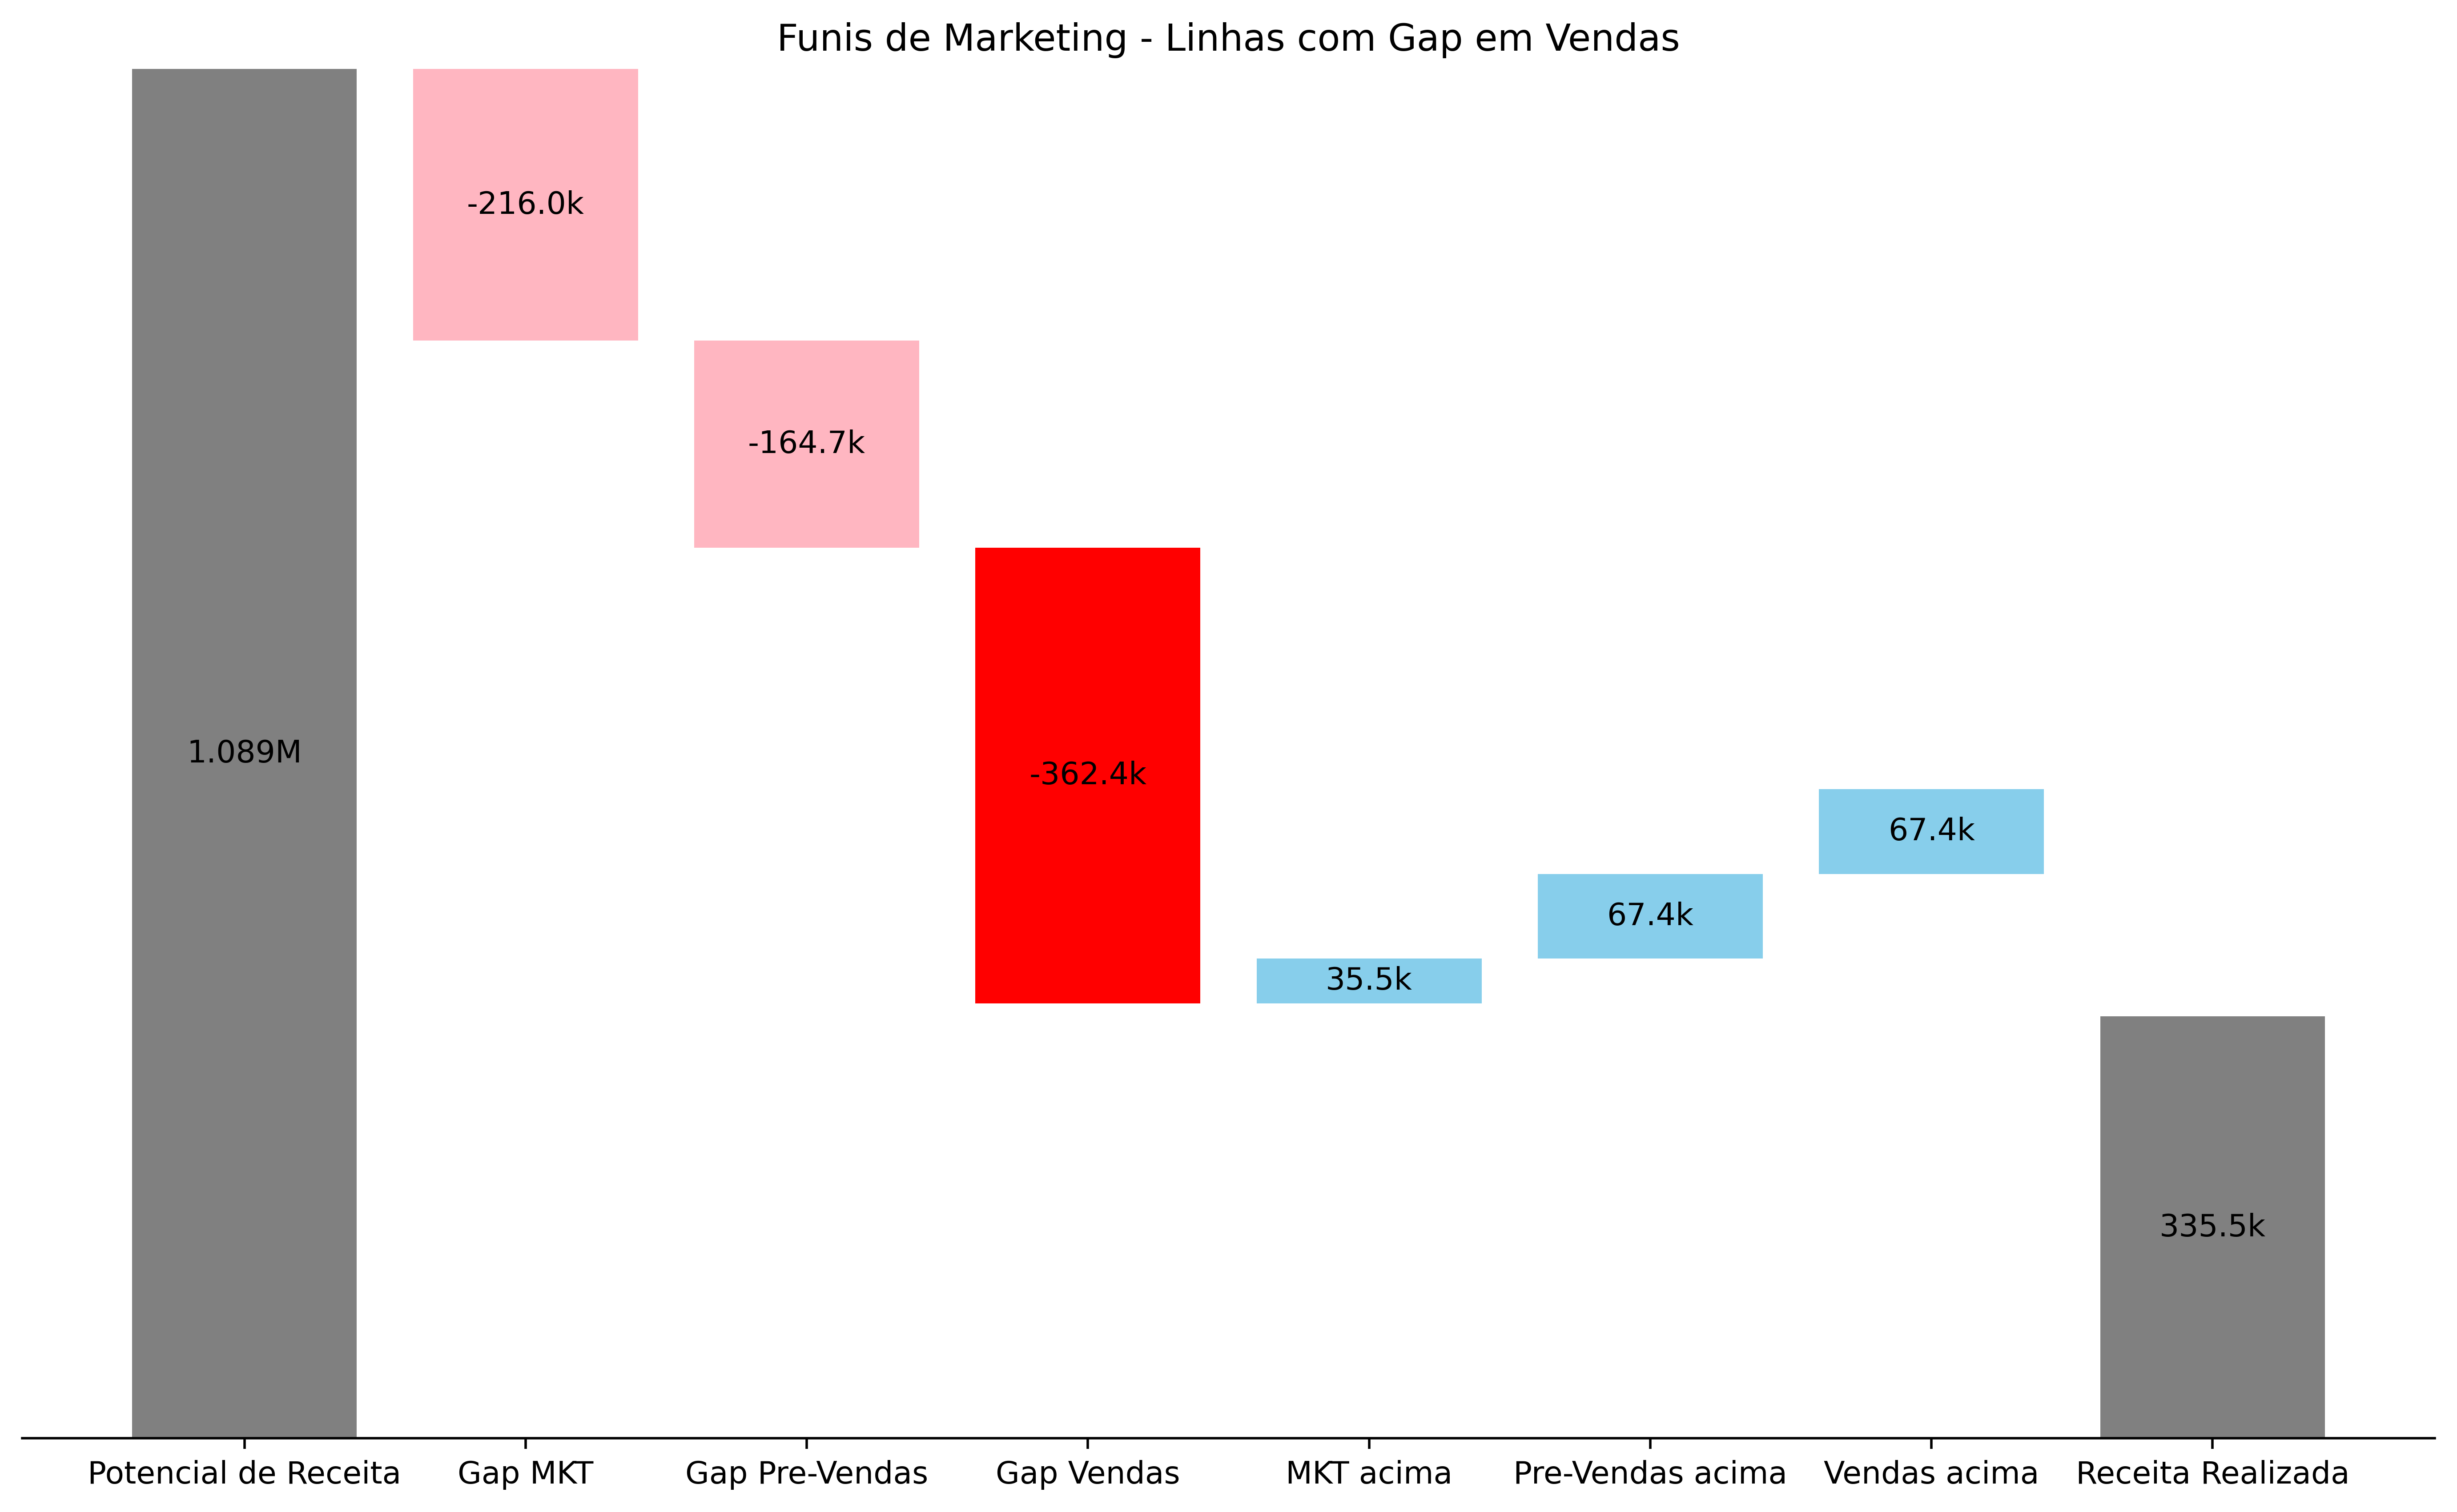 Funis de Marketing - Linhas com Gap em Vendas
-216.0k
-164.7k
1.089M
-362.4k
67.4k
67.4k
35.5k
335.5k
Potencial de Receita
Gap MKT
Gap Pre-Vendas
Gap Vendas
MKT acima
Pre-Vendas acima
Vendas acima
Receita Realizada